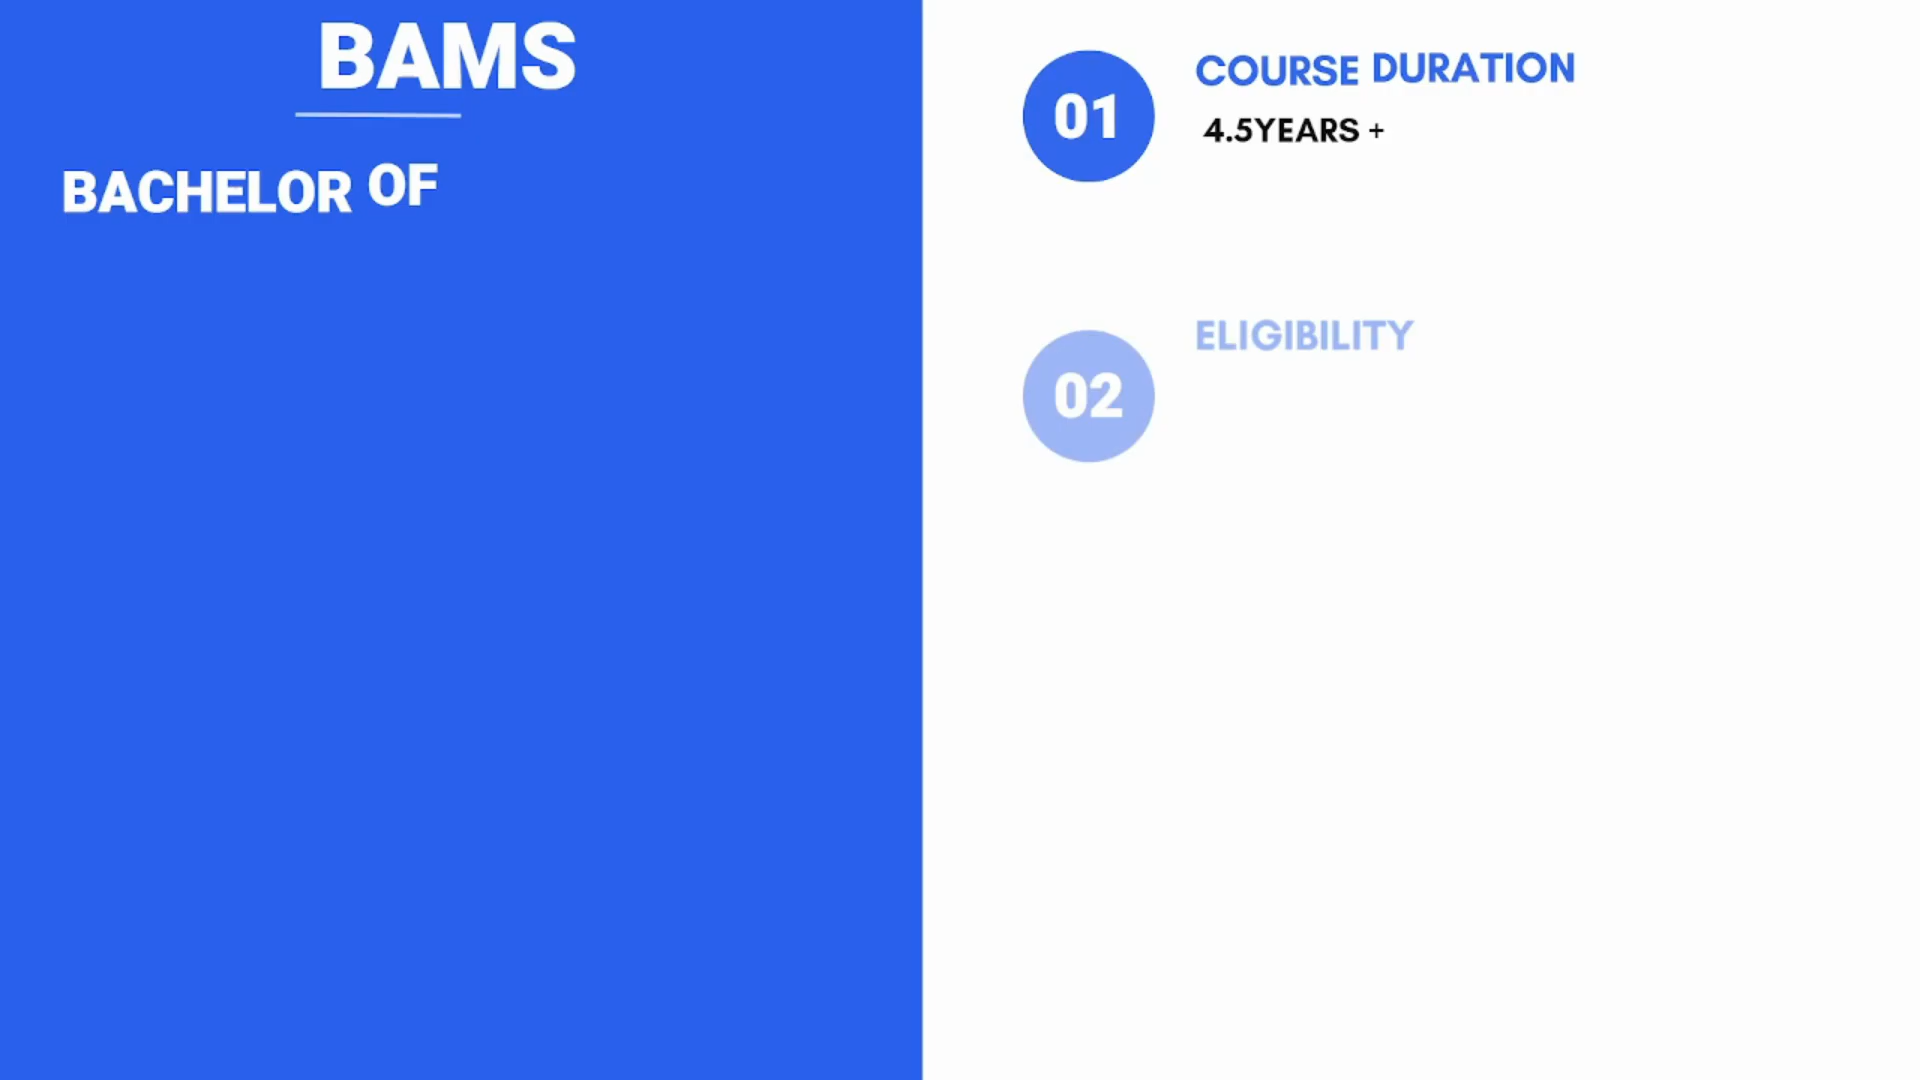 BAMS
BACHELOR OF
01
COURSE DURATION
4.5YEARS +
02
ELIGIBILITY